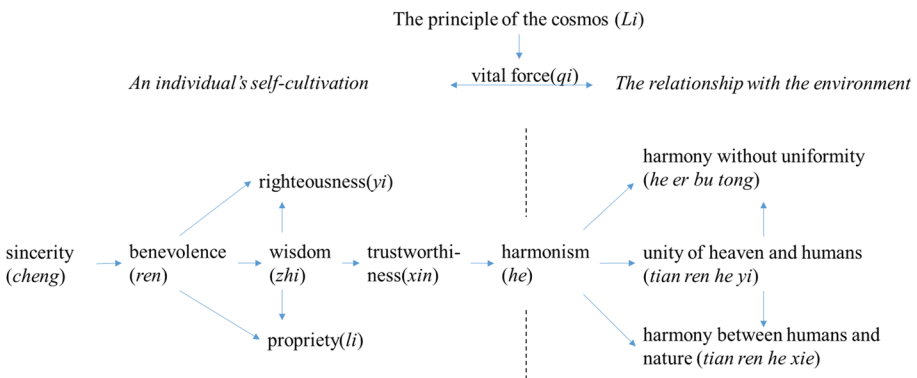 The principle of the cosmos (Li)
An individual's self-cultivation
vital force(qi)
The relationship with the environment
harmony without uniformity
(he er bu tong)
righteousness(yi)
sincerity
(cheng)
benevolence
(ren)
wisdom
(zhi)
trustworthi-
ness(xin)
harmonism
(he)
unity of heaven and humans
(tian ren he yi)
propriety(li)
harmony between humans and
nature (tian ren he xie)